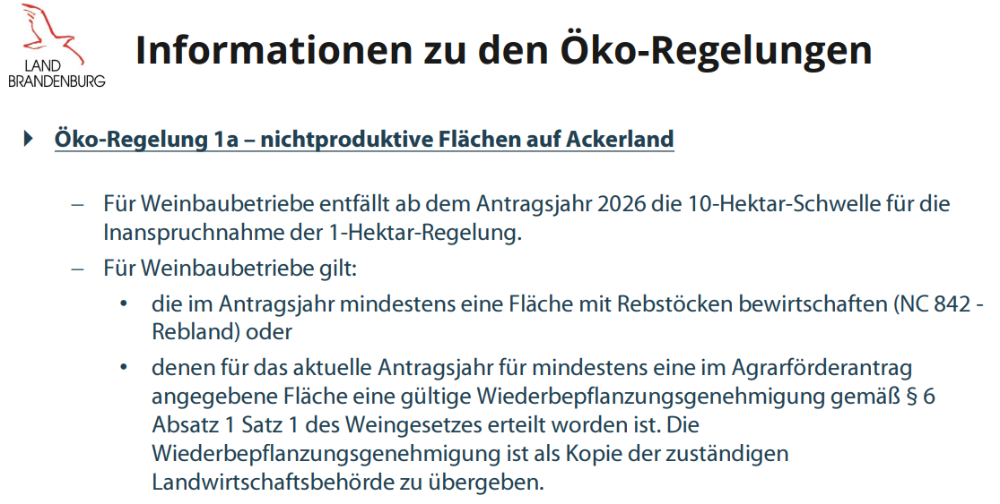 LAND
BRANDENBURG
Informationen zu den Öko-Regelungen
Öko-Regelung 1a – nichtproduktive Flächen auf Ackerland
– Für Weinbaubetriebe entfällt ab dem Antragsjahr 2026 die 10-Hektar-Schwelle für die
Inanspruchnahme der 1-Hektar-Regelung.
– Für Weinbaubetriebe gilt:
• die im Antragsjahr mindestens eine Fläche mit Rebstöcken bewirtschaften (NC 842 -
Rebland) oder
• denen für das aktuelle Antragsjahr für mindestens eine im Agrarförderantrag
angegebene Fläche eine gültige Wiederbepflanzungsgenehmigung gemäß § 6
Absatz 1 Satz 1 des Weingesetzes erteilt worden ist. Die
Wiederbepflanzungsgenehmigung ist als Kopie der zuständigen
Landwirtschaftsbehörde zu übergeben.